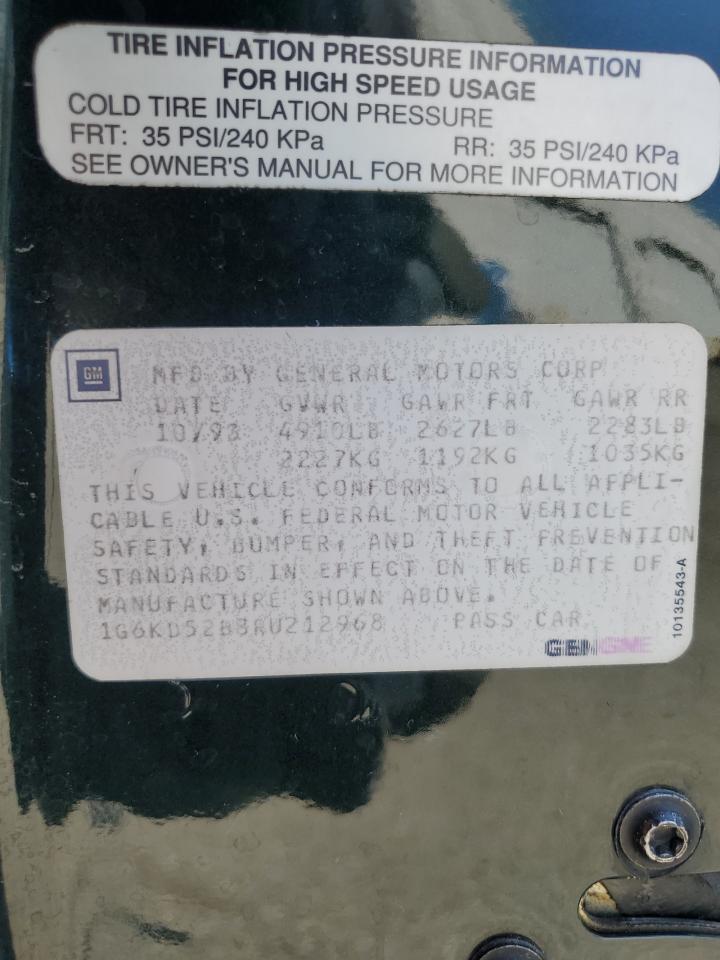 TIRE INFLATION PRESSURE INFORMATION
FOR HIGH SPEED USAGE
COLD TIRE INFLATION PRESSURE
FRT: 35 PSI/240 KPa RR: 35 PSI/240 KPa
SEE OWNER'S MANUAL FOR MORE INFORMATION
GM
MFD BY GENERAL MOTORS CORP
DATE GVWR GAWR FRT GAWR RR
10/93 4910LB 2627LB 2283LB
2227KG 1192KG 1035KG
THIS VEHICLE CONFORMS TO ALL APPLI-
CABLE U.S. FEDERAL MOTOR VEHICLE
SAFETY, BUMPER, AND THEFT PREVENTION
STANDARDS IN EFFECT ON THE DATE OF
MANUFACTURE SHOWN ABOVE.
1G6KD52B3RU212968 PASS CAR
10135543-A